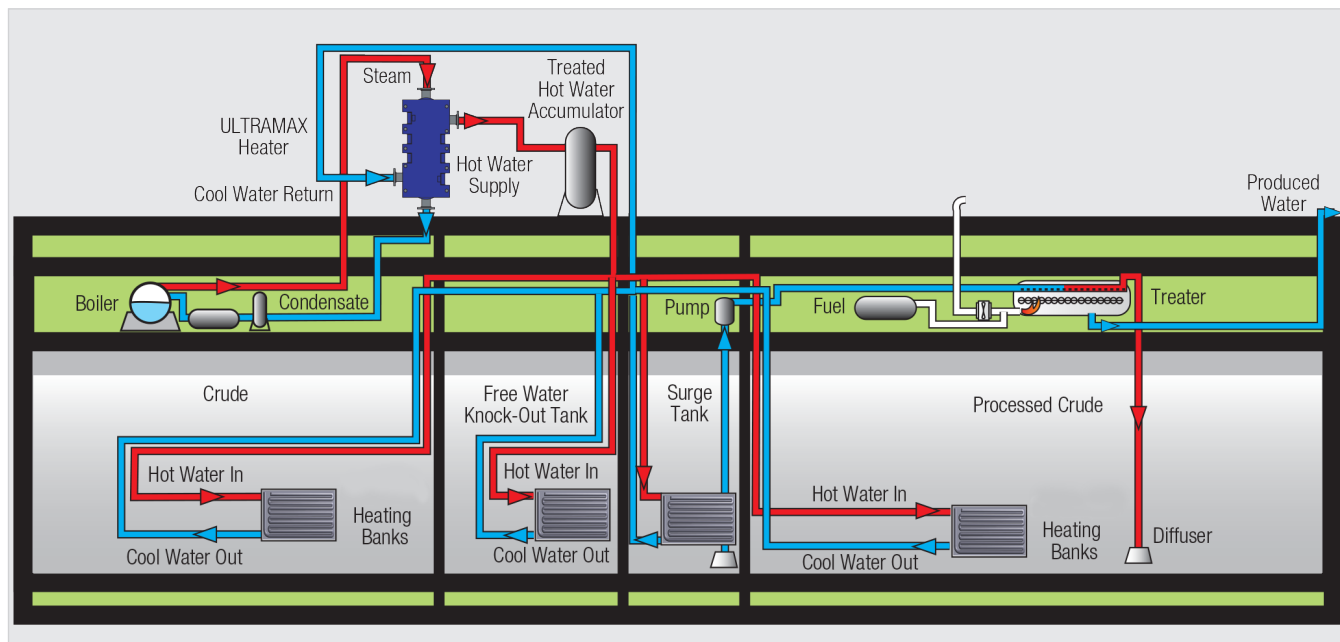 Steam
Treated
Hot Water
Accumulator
ULTRAMAX
Heater
Hot Water
Supply
Cool Water Return
Produced
Water
Boiler
Condensate
Pump
Fuel
Treater
Crude
Free Water
Knock-Out Tank
Surge
Tank
Processed Crude
Hot Water In
Heating
Banks
Cool Water Out
Hot Water In
Cool Water Out
Hot Water In
Heating
Banks
Cool Water Out
Diffuser